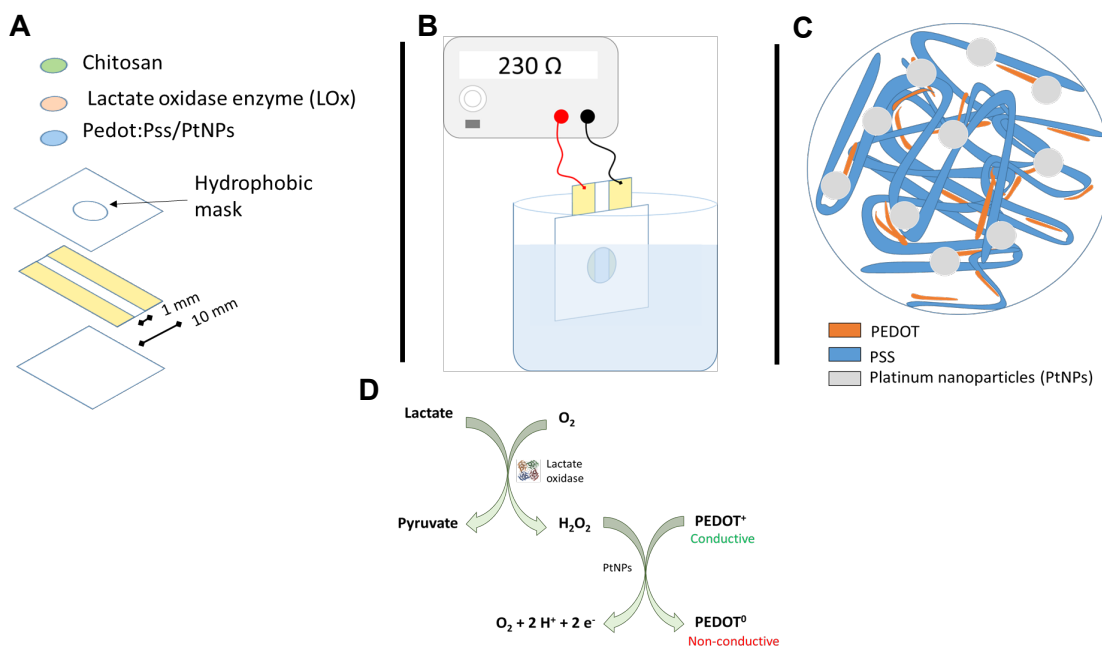 A
Chitosan
Lactate oxidase enzyme (LOx)
Pedot:Pss/PtNPs
Hydrophobic
mask
1 mm
10 mm
B
230 Ω
C
PEDOT
PSS
Platinum nanoparticles (PtNPs)
D
Lactate
O₂
Lactate
oxidase
Pyruvate
H₂O₂
PEDOT⁺
Conductive
PtNPs
O₂ + 2 H⁺ + 2 e⁻
PEDOT⁰
Non-conductive